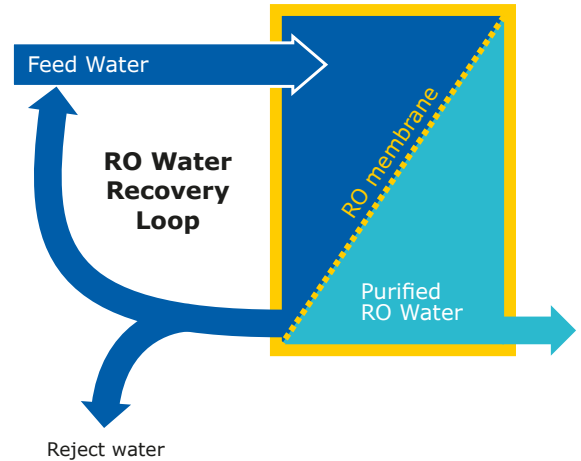 Feed Water
RO Water
Recovery
Loop
RO membrane
Purified
RO Water
Reject water